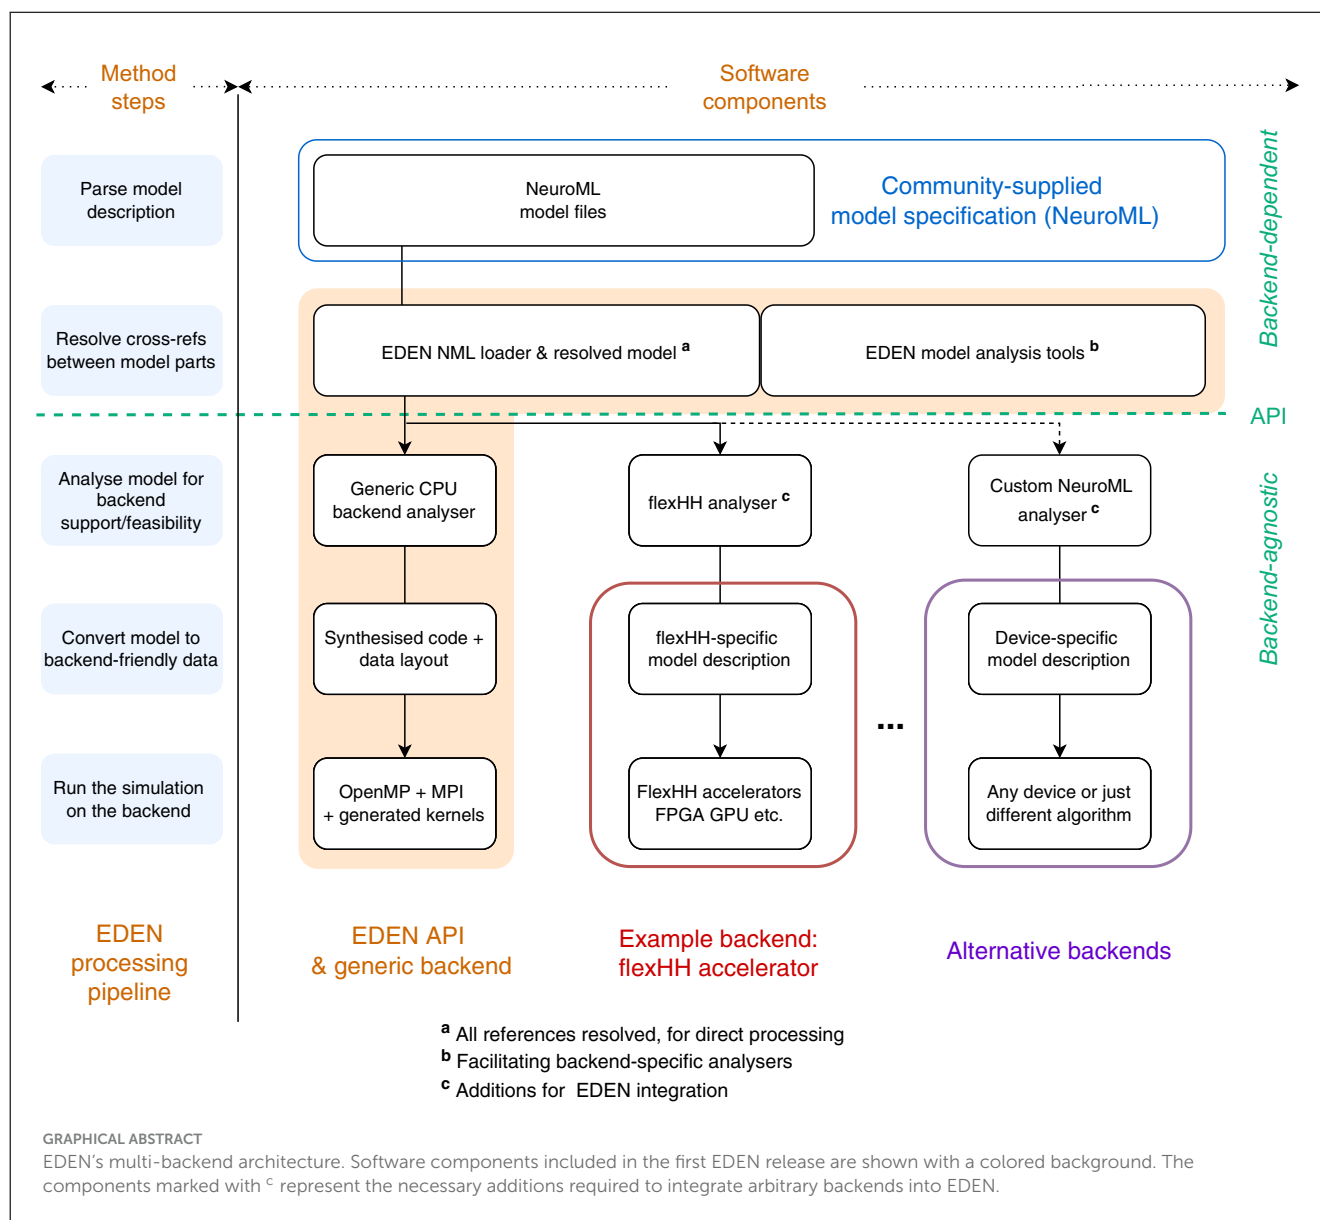 Method
steps
Software
components
Parse model
description
NeuroML
model files
Community-supplied
model specification (NeuroML)
Backend-dependent
Resolve cross-refs
between model parts
EDEN NML loader & resolved model a
EDEN model analysis tools b
API
Analyse model for
backend
support/feasibility
Generic CPU
backend analyser
flexHH analyser c
Custom NeuroML
analyser c
Backend-agnostic
Convert model to
backend-friendly data
Synthesised code +
data layout
flexHH-specific
model description
Device-specific
model description
...
Run the simulation
on the backend
OpenMP + MPI
+ generated kernels
FlexHH accelerators
FPGA GPU etc.
Any device or just
different algorithm
EDEN
processing
pipeline
EDEN API
& generic backend
Example backend:
flexHH accelerator
Alternative backends
a All references resolved, for direct processing
b Facilitating backend-specific analysers
c Additions for EDEN integration
GRAPHICAL ABSTRACT
EDEN's multi-backend architecture. Software components included in the first EDEN release are shown with a colored background. The
components marked with c represent the necessary additions required to integrate arbitrary backends into EDEN.